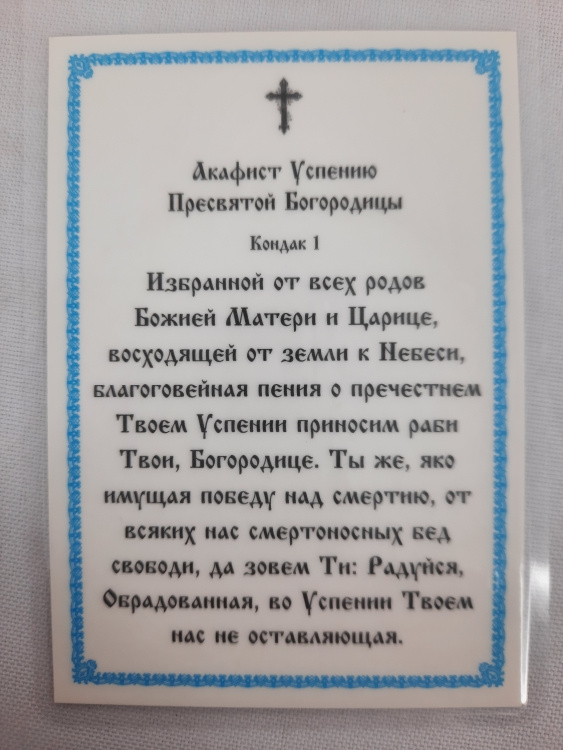 Акафист Успению
Пресвятой Богородицы
Кондак 1
Избранной от всех родов
Божией Матери и Царице,
восходящей от земли к Небеси,
благоговейная пения о пречестнем
Твоем Успении приносим раби
Твои, Богородице. Ты же, яко
имущая победу над смертию, от
всяких нас смертоносных бед
свободи, да зовем Ти: Радуйся,
Обрадованная, во Успении Твоем
нас не оставляющая.